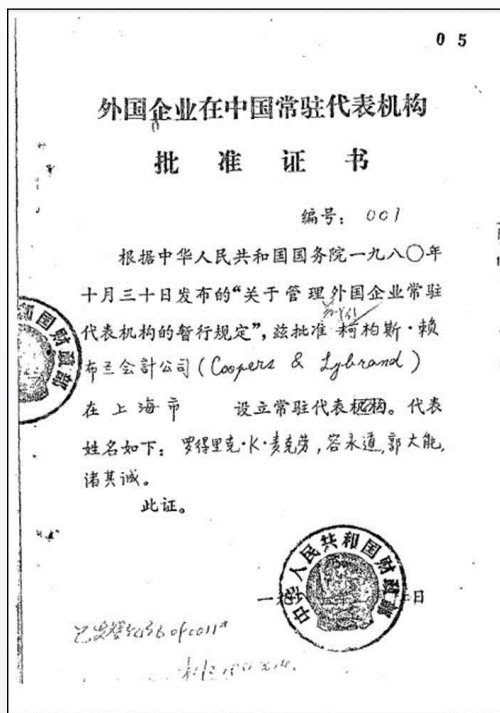 05
外国企业在中国常驻代表机构
批准证书
编号：001
根据中华人民共和国国务院一九八〇年
十月三十日发布的“关于管理外国企业常驻
代表机构的暂行规定”，兹批准柯柏斯·赖
布兰会計公司(Coopers & Lybrand)
在上海市 设立常驻代表机构。代表
姓名如下：罗得里克·K·麦克劳，容永道，郭大能，
诸其诚。
此证。
中华人民共和国财政部
日